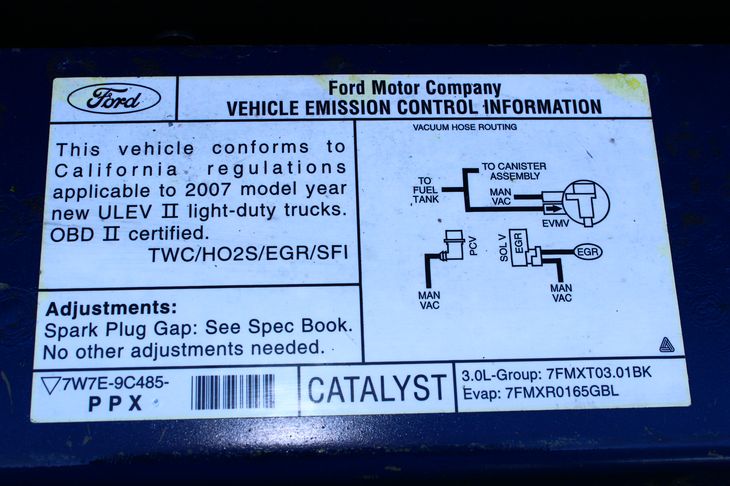 Ford
Ford Motor Company
VEHICLE EMISSION CONTROL INFORMATION
This vehicle conforms to
California regulations
applicable to 2007 model year
new ULEV II light-duty trucks.
OBD II certified.
TWC/HO2S/EGR/SFI
VACUUM HOSE ROUTING
TO
FUEL
TANK
TO CANISTER
ASSEMBLY
MAN
VAC
EVMV
PCV
MAN
VAC
SOL V
EGR
EGR
MAN
VAC
Adjustments:
Spark Plug Gap: See Spec Book.
No other adjustments needed.
7W7E-9C485-
PPX
CATALYST
3.0L-Group: 7FMXT03.01BK
Evap: 7FMXR0165GBL